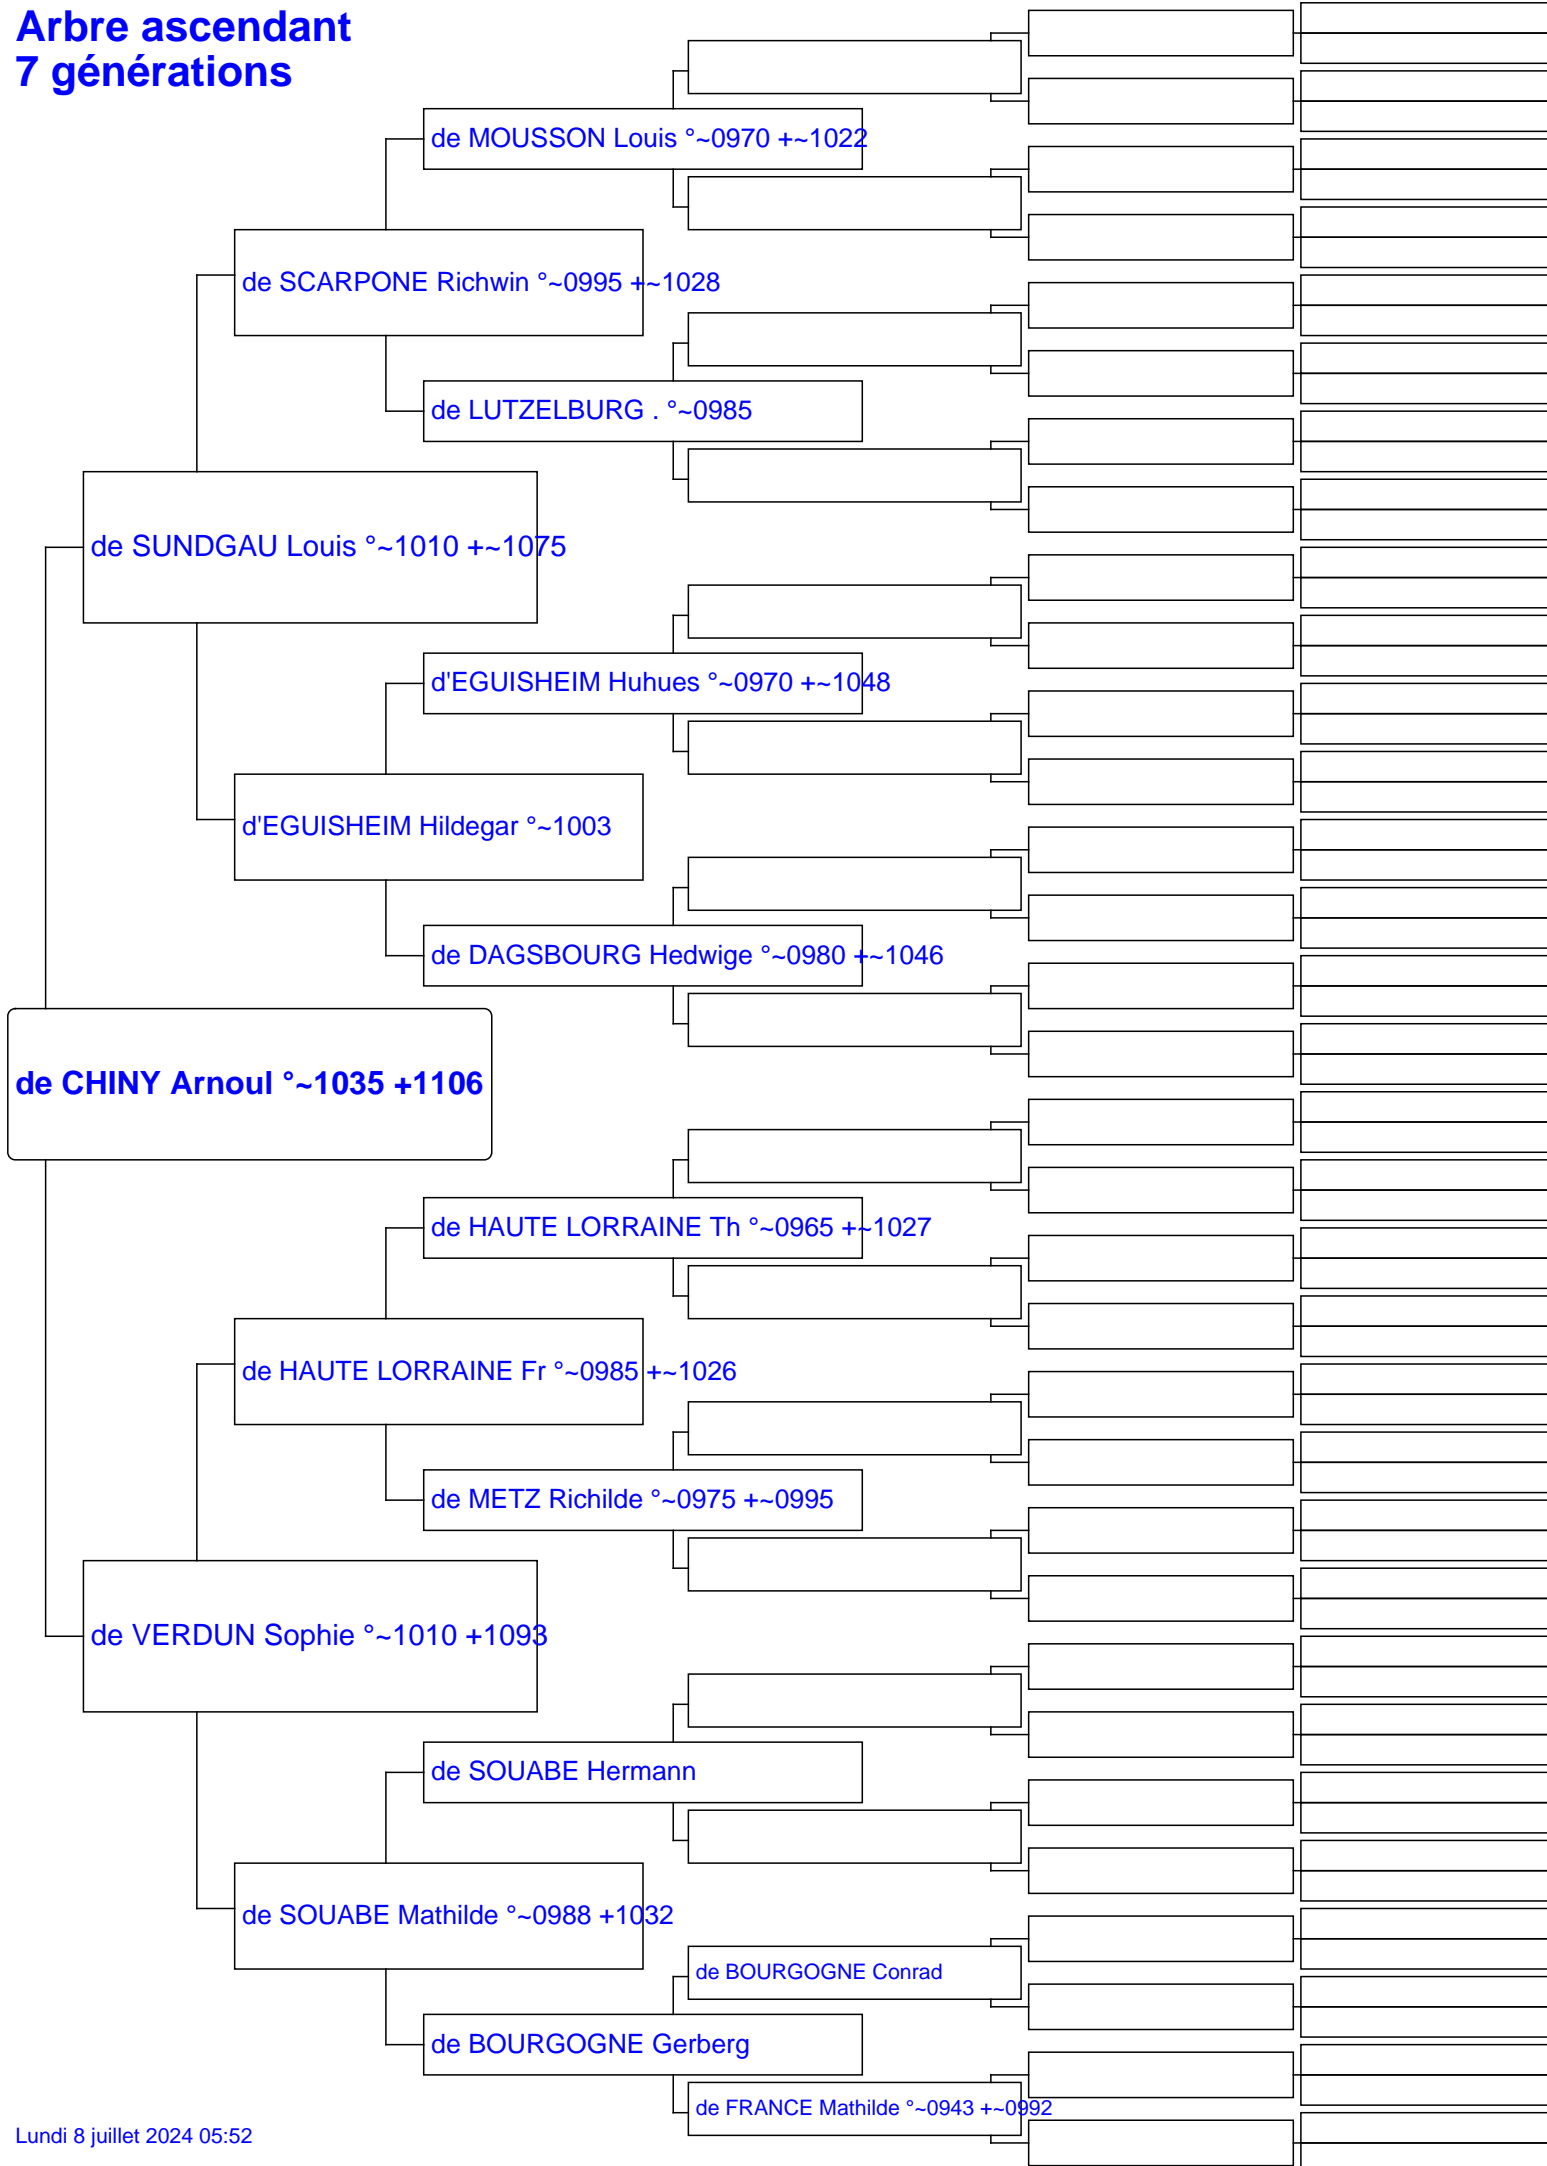 Arbre ascendant
7 générations
de MOUSSON Louis °~0970 +~1022
de SCARPONE Richwin °~0995 +~1028
de LUTZELBURG . °~0985
de SUNDGAU Louis °~1010 +~1075
d'EGUISHEIM Huhues °~0970 +~1048
d'EGUISHEIM Hildegar °~1003
de DAGSBOURG Hedwige °~0980 +~1046
de CHINY Arnoul °~1035 +1106
de HAUTE LORRAINE Th °~0965 +~1027
de HAUTE LORRAINE Fr °~0985 +~1026
de METZ Richilde °~0975 +~0995
de VERDUN Sophie °~1010 +1093
de SOUABE Hermann
de SOUABE Mathilde °~0988 +1032
de BOURGOGNE Conrad
de BOURGOGNE Gerberg
de FRANCE Mathilde °~0943 +~0992
Lundi 8 juillet 2024 05:52